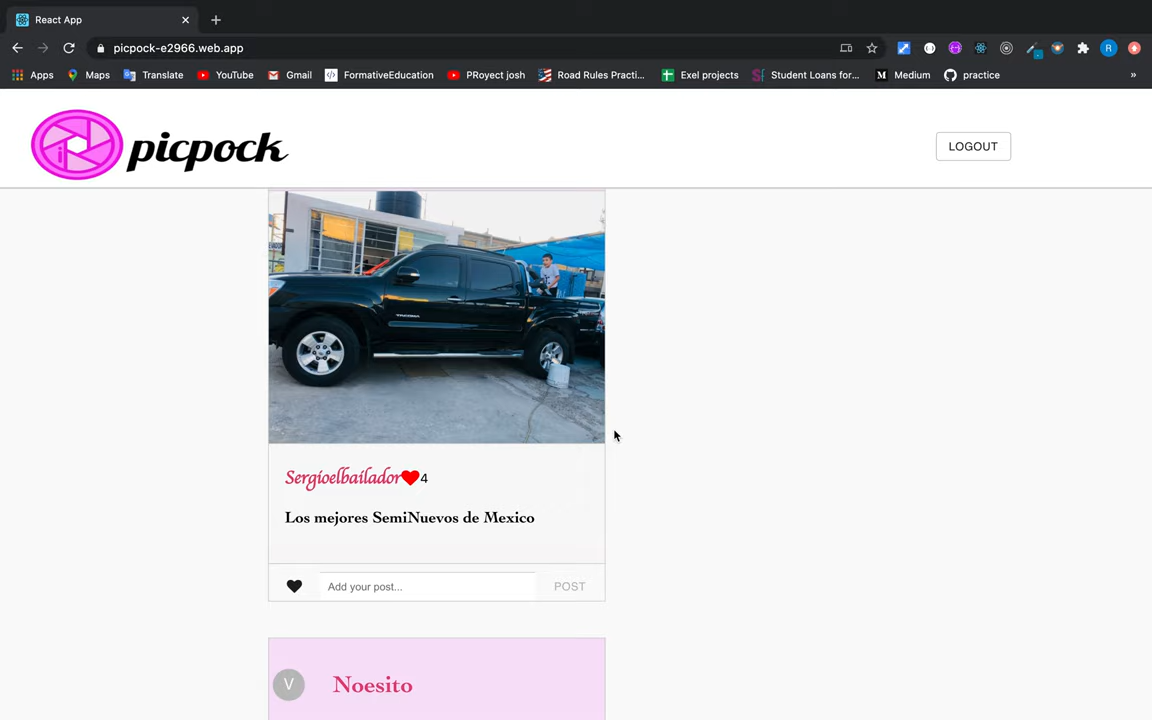 React App
picpock-e2966.web.app
R
Apps Maps Translate YouTube Gmail FormativeEducation PRoyect josh Road Rules Practi... Exel projects Student Loans for... Medium practice »
picpock
LOGOUT
TACOMA
Sergioelbailador 4
Los mejores SemiNuevos de Mexico
Add your post... POST
V Noesito